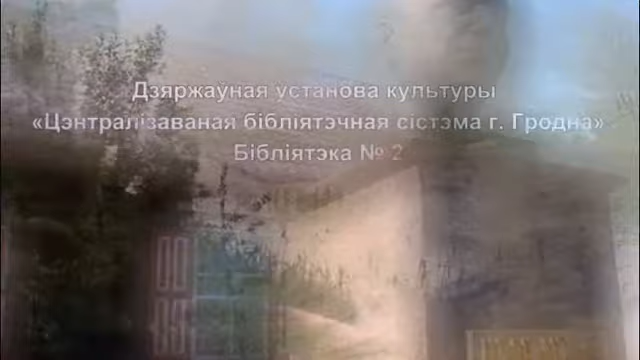 Дзяржаўная установа культуры
«Цэнтралізаваная бібліятэчная сістэма г. Гродна»
Бібліятэка № 2